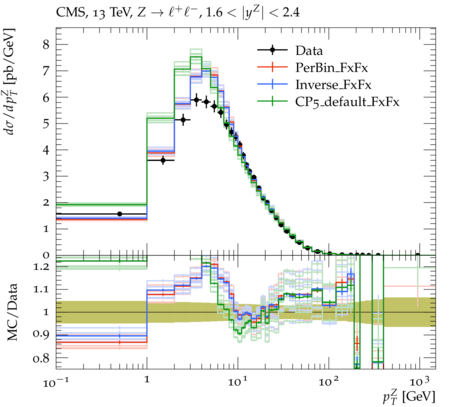 CMS, 13 TeV, Z → ℓ⁺ℓ⁻, 1.6 < |y^Z| < 2.4
dσ/dp_T^Z [pb/GeV]
8
7
6
5
4
3
2
1
0
Data
PerBin_FxFx
Inverse_FxFx
CP5_default_FxFx
MC/Data
1.2
1.1
1
0.9
0.8
10⁻¹
1
10¹
10²
10³
p_T^Z [GeV]